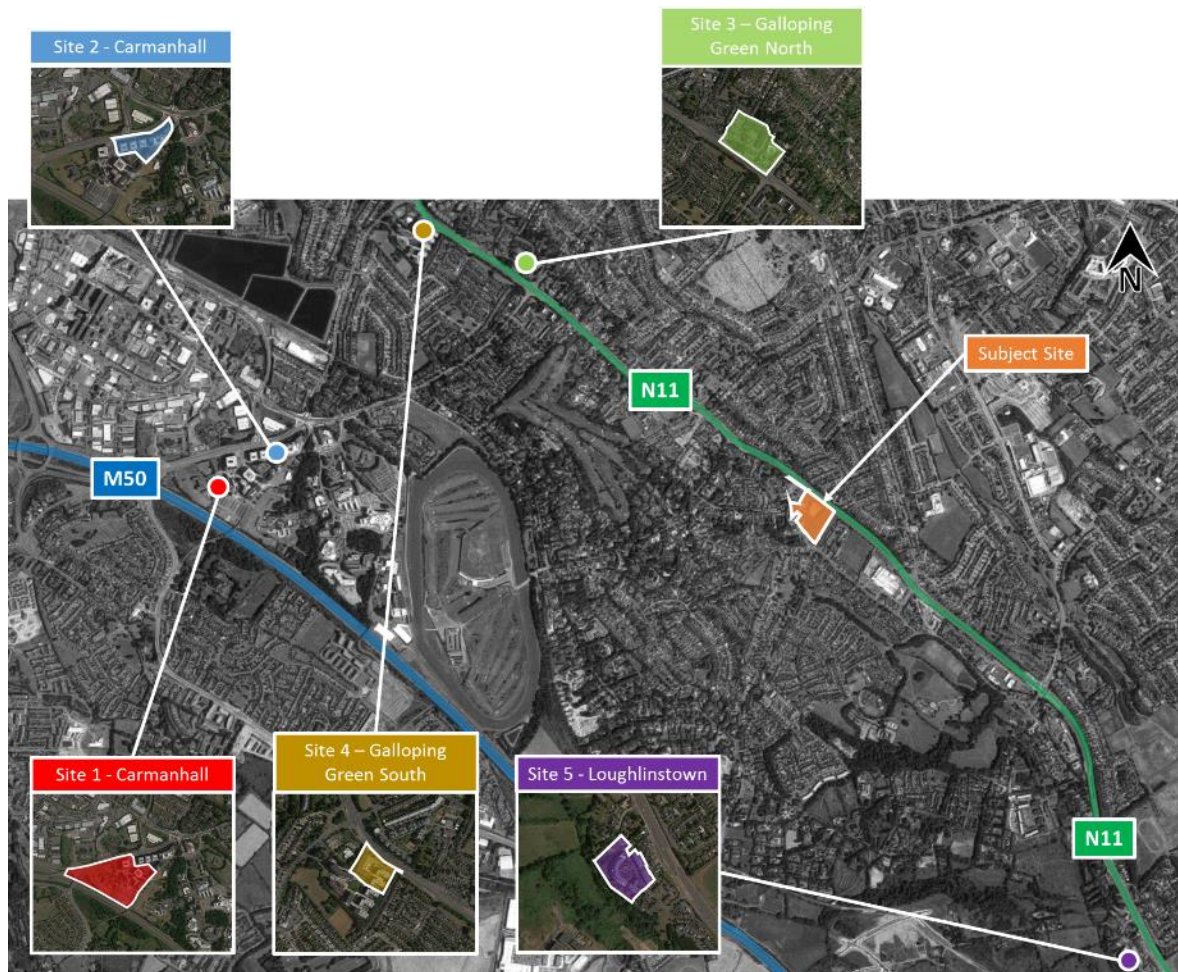 Site 2 - Carmanhall
Site 3 – Galloping
Green North
N
Subject Site
N11
M50
Site 4 – Galloping
Green South
Site 1 - Carmanhall
Site 5 - Loughlinstown
N11